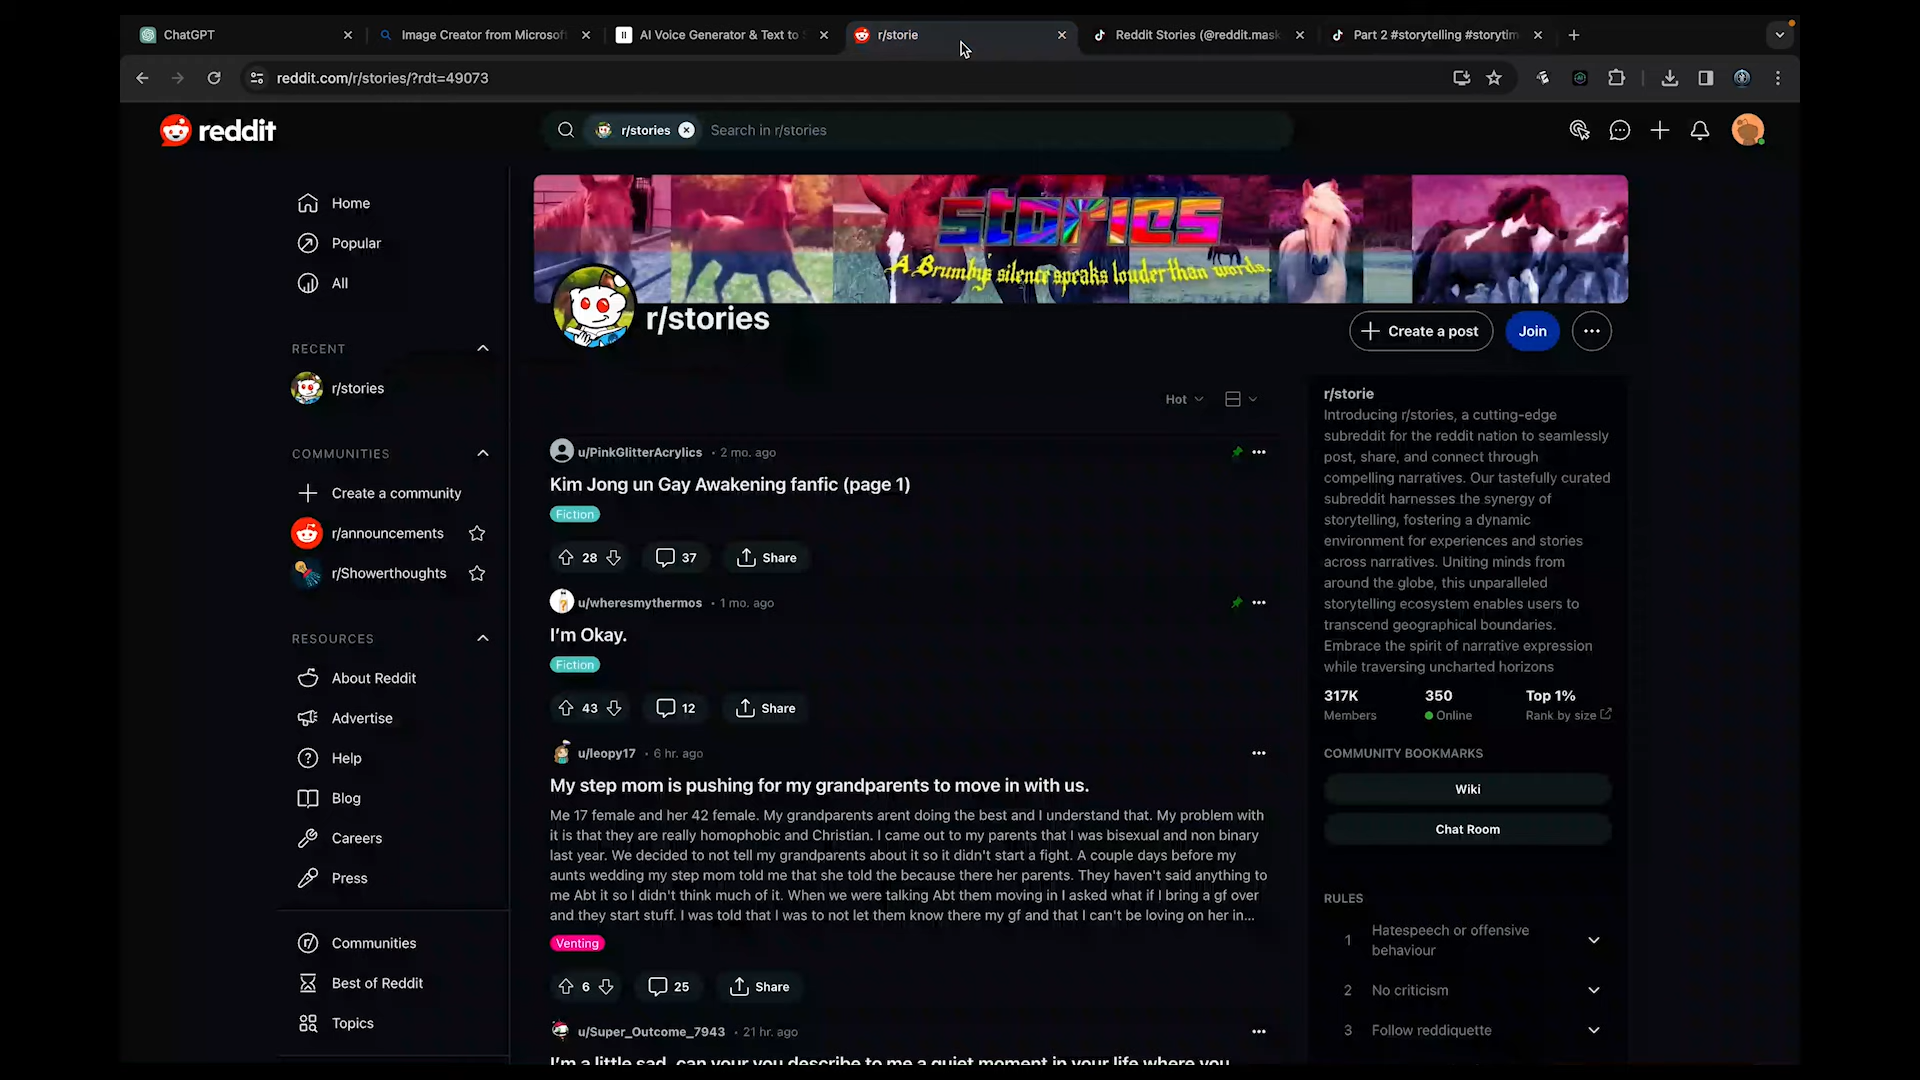 ChatGPT
Image Creator from Microsof
AI Voice Generator & Text to S
r/storie
Reddit Stories (@reddit.mask
Part 2 #storytelling #storytim
reddit.com/r/stories/?rdt=49073
reddit
r/stories
Search in r/stories
Home
Popular
All
RECENT
r/stories
COMMUNITIES
Create a community
r/announcements
r/Showerthoughts
RESOURCES
About Reddit
Advertise
Help
Blog
Careers
Press
Communities
Best of Reddit
Topics
stories
A Brumby's silence speaks louder than words.
r/stories
Create a post
Join
Hot
u/PinkGlitterAcrylics • 2 mo. ago
Kim Jong un Gay Awakening fanfic (page 1)
Fiction
28
37
Share
u/wheresmythermos • 1 mo. ago
I'm Okay.
Fiction
43
12
Share
u/leopy17 • 6 hr. ago
My step mom is pushing for my grandparents to move in with us.
Me 17 female and her 42 female. My grandparents arent doing the best and I understand that. My problem with
it is that they are really homophobic and Christian. I came out to my parents that I was bisexual and non binary
last year. We decided to not tell my grandparents about it so it didn't start a fight. A couple days before my
aunts wedding my step mom told me that she told the because there her parents. They haven't said anything to
me Abt it so I didn't think much of it. When we were talking Abt them moving in I asked what if I bring a gf over
and they start stuff. I was told that I was to not let them know there my gf and that I can't be loving on her in...
Venting
6
25
Share
u/Super_Outcome_7943 • 21 hr. ago
I'm a little sad, can your you describe to me a quiet moment in your life where you
r/storie
Introducing r/stories, a cutting-edge
subreddit for the reddit nation to seamlessly
post, share, and connect through
compelling narratives. Our tastefully curated
subreddit harnesses the synergy of
storytelling, fostering a dynamic
environment for experiences and stories
across narratives. Uniting minds from
around the globe, this unparalleled
storytelling ecosystem enables users to
transcend geographical boundaries.
Embrace the spirit of narrative expression
while traversing uncharted horizons
317K
350
Top 1%
Members
Online
Rank by size
COMMUNITY BOOKMARKS
Wiki
Chat Room
RULES
1 Hatespeech or offensive
behaviour
2 No criticism
3 Follow reddiquette